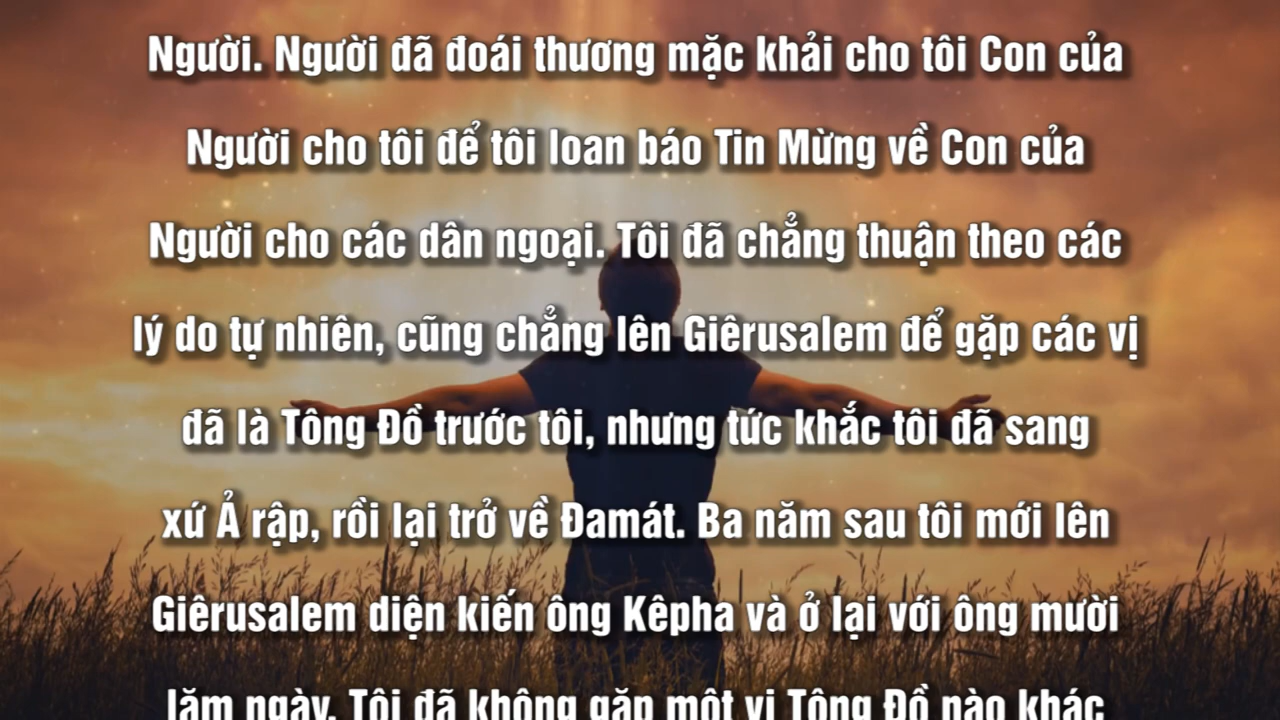 Người. Người đã đoái thương mặc khải cho tôi Con của
Người cho tôi để tôi loan báo Tin Mừng về Con của
Người cho các dân ngoại. Tôi đã chẳng thuận theo các
lý do tự nhiên, cũng chẳng lên Giêrusalem để gặp các vị
đã là Tông Đồ trước tôi, nhưng tức khắc tôi đã sang
xứ Ả rập, rồi lại trở về Đamát. Ba năm sau tôi mới lên
Giêrusalem diện kiến ông Kêpha và ở lại với ông mười
lăm ngày. Tôi đã không gặp một vị Tông Đồ nào khác